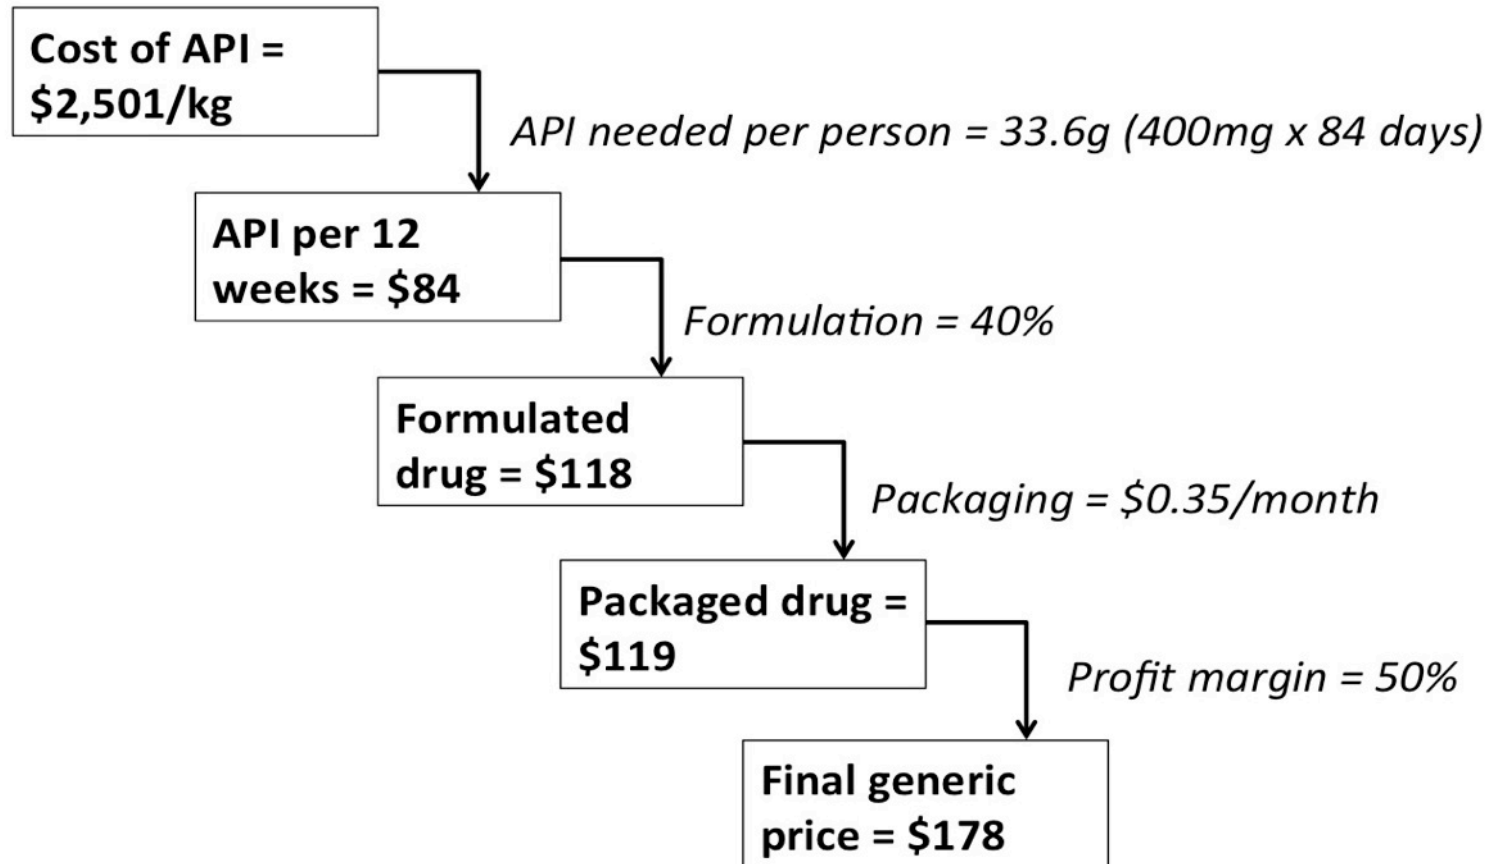 Cost of API =
$2,501/kg
API needed per person = 33.6g (400mg x 84 days)
API per 12
weeks = $84
Formulation = 40%
Formulated
drug = $118
Packaging = $0.35/month
Packaged drug =
$119
Profit margin = 50%
Final generic
price = $178